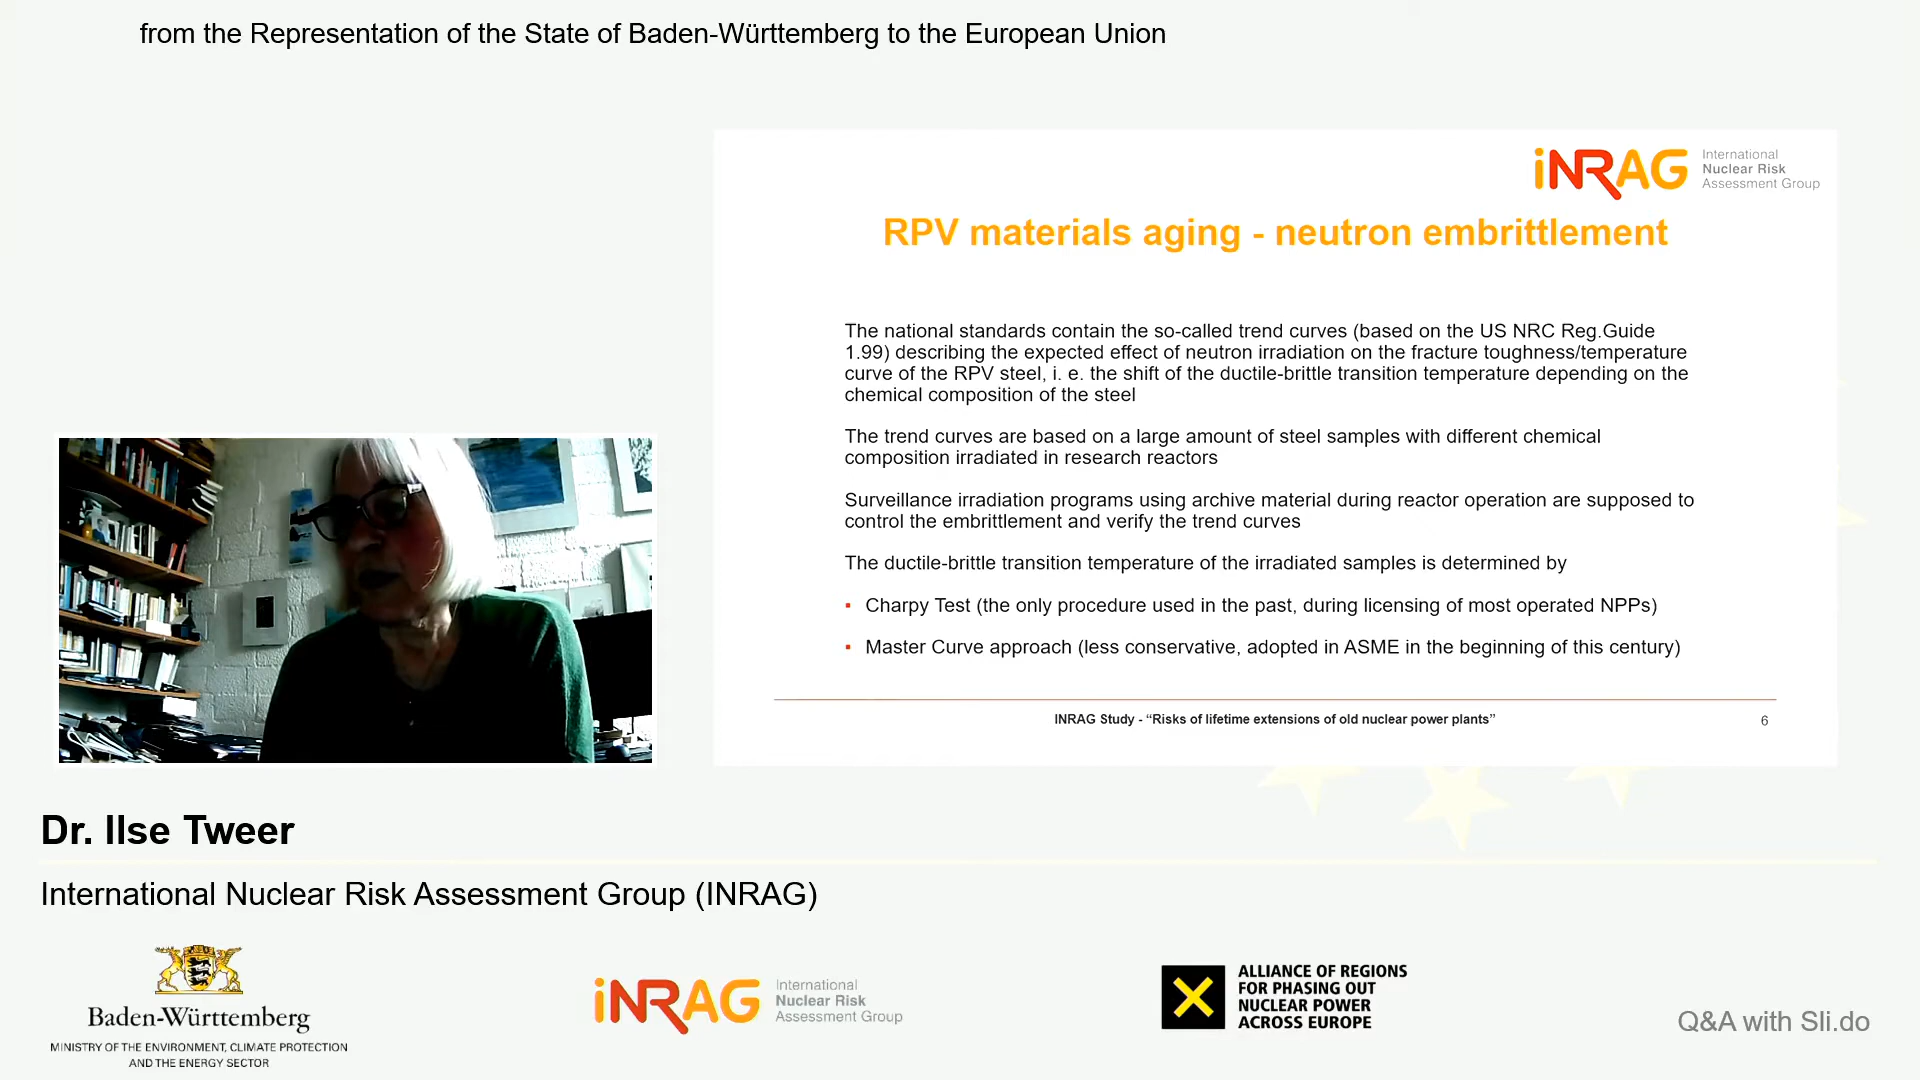 from the Representation of the State of Baden-Württemberg to the European Union
iNRAG
International
Nuclear Risk
Assessment Group
RPV materials aging - neutron embrittlement
The national standards contain the so-called trend curves (based on the US NRC Reg.Guide
1.99) describing the expected effect of neutron irradiation on the fracture toughness/temperature
curve of the RPV steel, i. e. the shift of the ductile-brittle transition temperature depending on the
chemical composition of the steel
The trend curves are based on a large amount of steel samples with different chemical
composition irradiated in research reactors
Surveillance irradiation programs using archive material during reactor operation are supposed to
control the embrittlement and verify the trend curves
The ductile-brittle transition temperature of the irradiated samples is determined by
▪ Charpy Test (the only procedure used in the past, during licensing of most operated NPPs)
▪ Master Curve approach (less conservative, adopted in ASME in the beginning of this century)
INRAG Study - “Risks of lifetime extensions of old nuclear power plants”
6
Dr. Ilse Tweer
International Nuclear Risk Assessment Group (INRAG)
Baden-Württemberg
MINISTRY OF THE ENVIRONMENT, CLIMATE PROTECTION
AND THE ENERGY SECTOR
iNRAG
International
Nuclear Risk
Assessment Group
ALLIANCE OF REGIONS
FOR PHASING OUT
NUCLEAR POWER
ACROSS EUROPE
Q&A with Sli.do